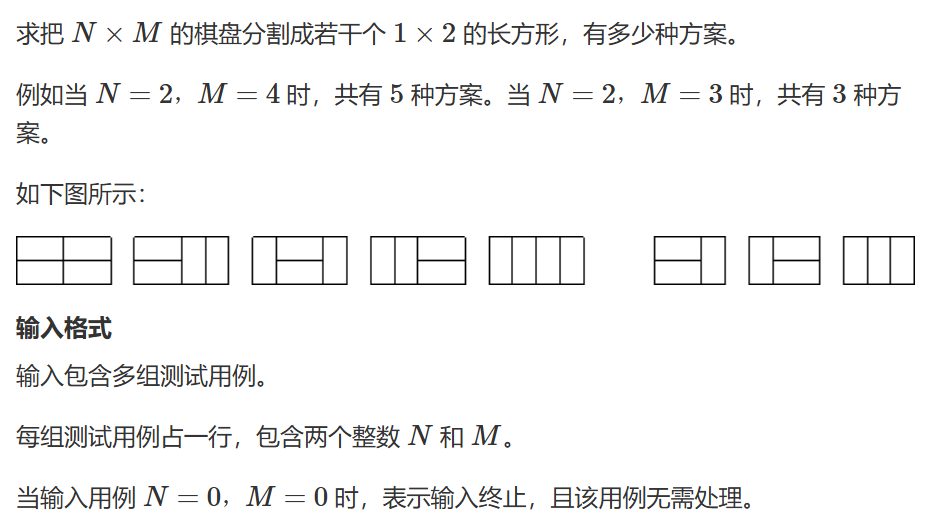 求把 N × M 的棋盘分割成若干个 1 × 2 的长方形，有多少种方案。
例如当 N = 2，M = 4 时，共有 5 种方案。当 N = 2，M = 3 时，共有 3 种方
案。
如下图所示：
输入格式
输入包含多组测试用例。
每组测试用例占一行，包含两个整数 N 和 M。
当输入用例 N = 0，M = 0 时，表示输入终止，且该用例无需处理。